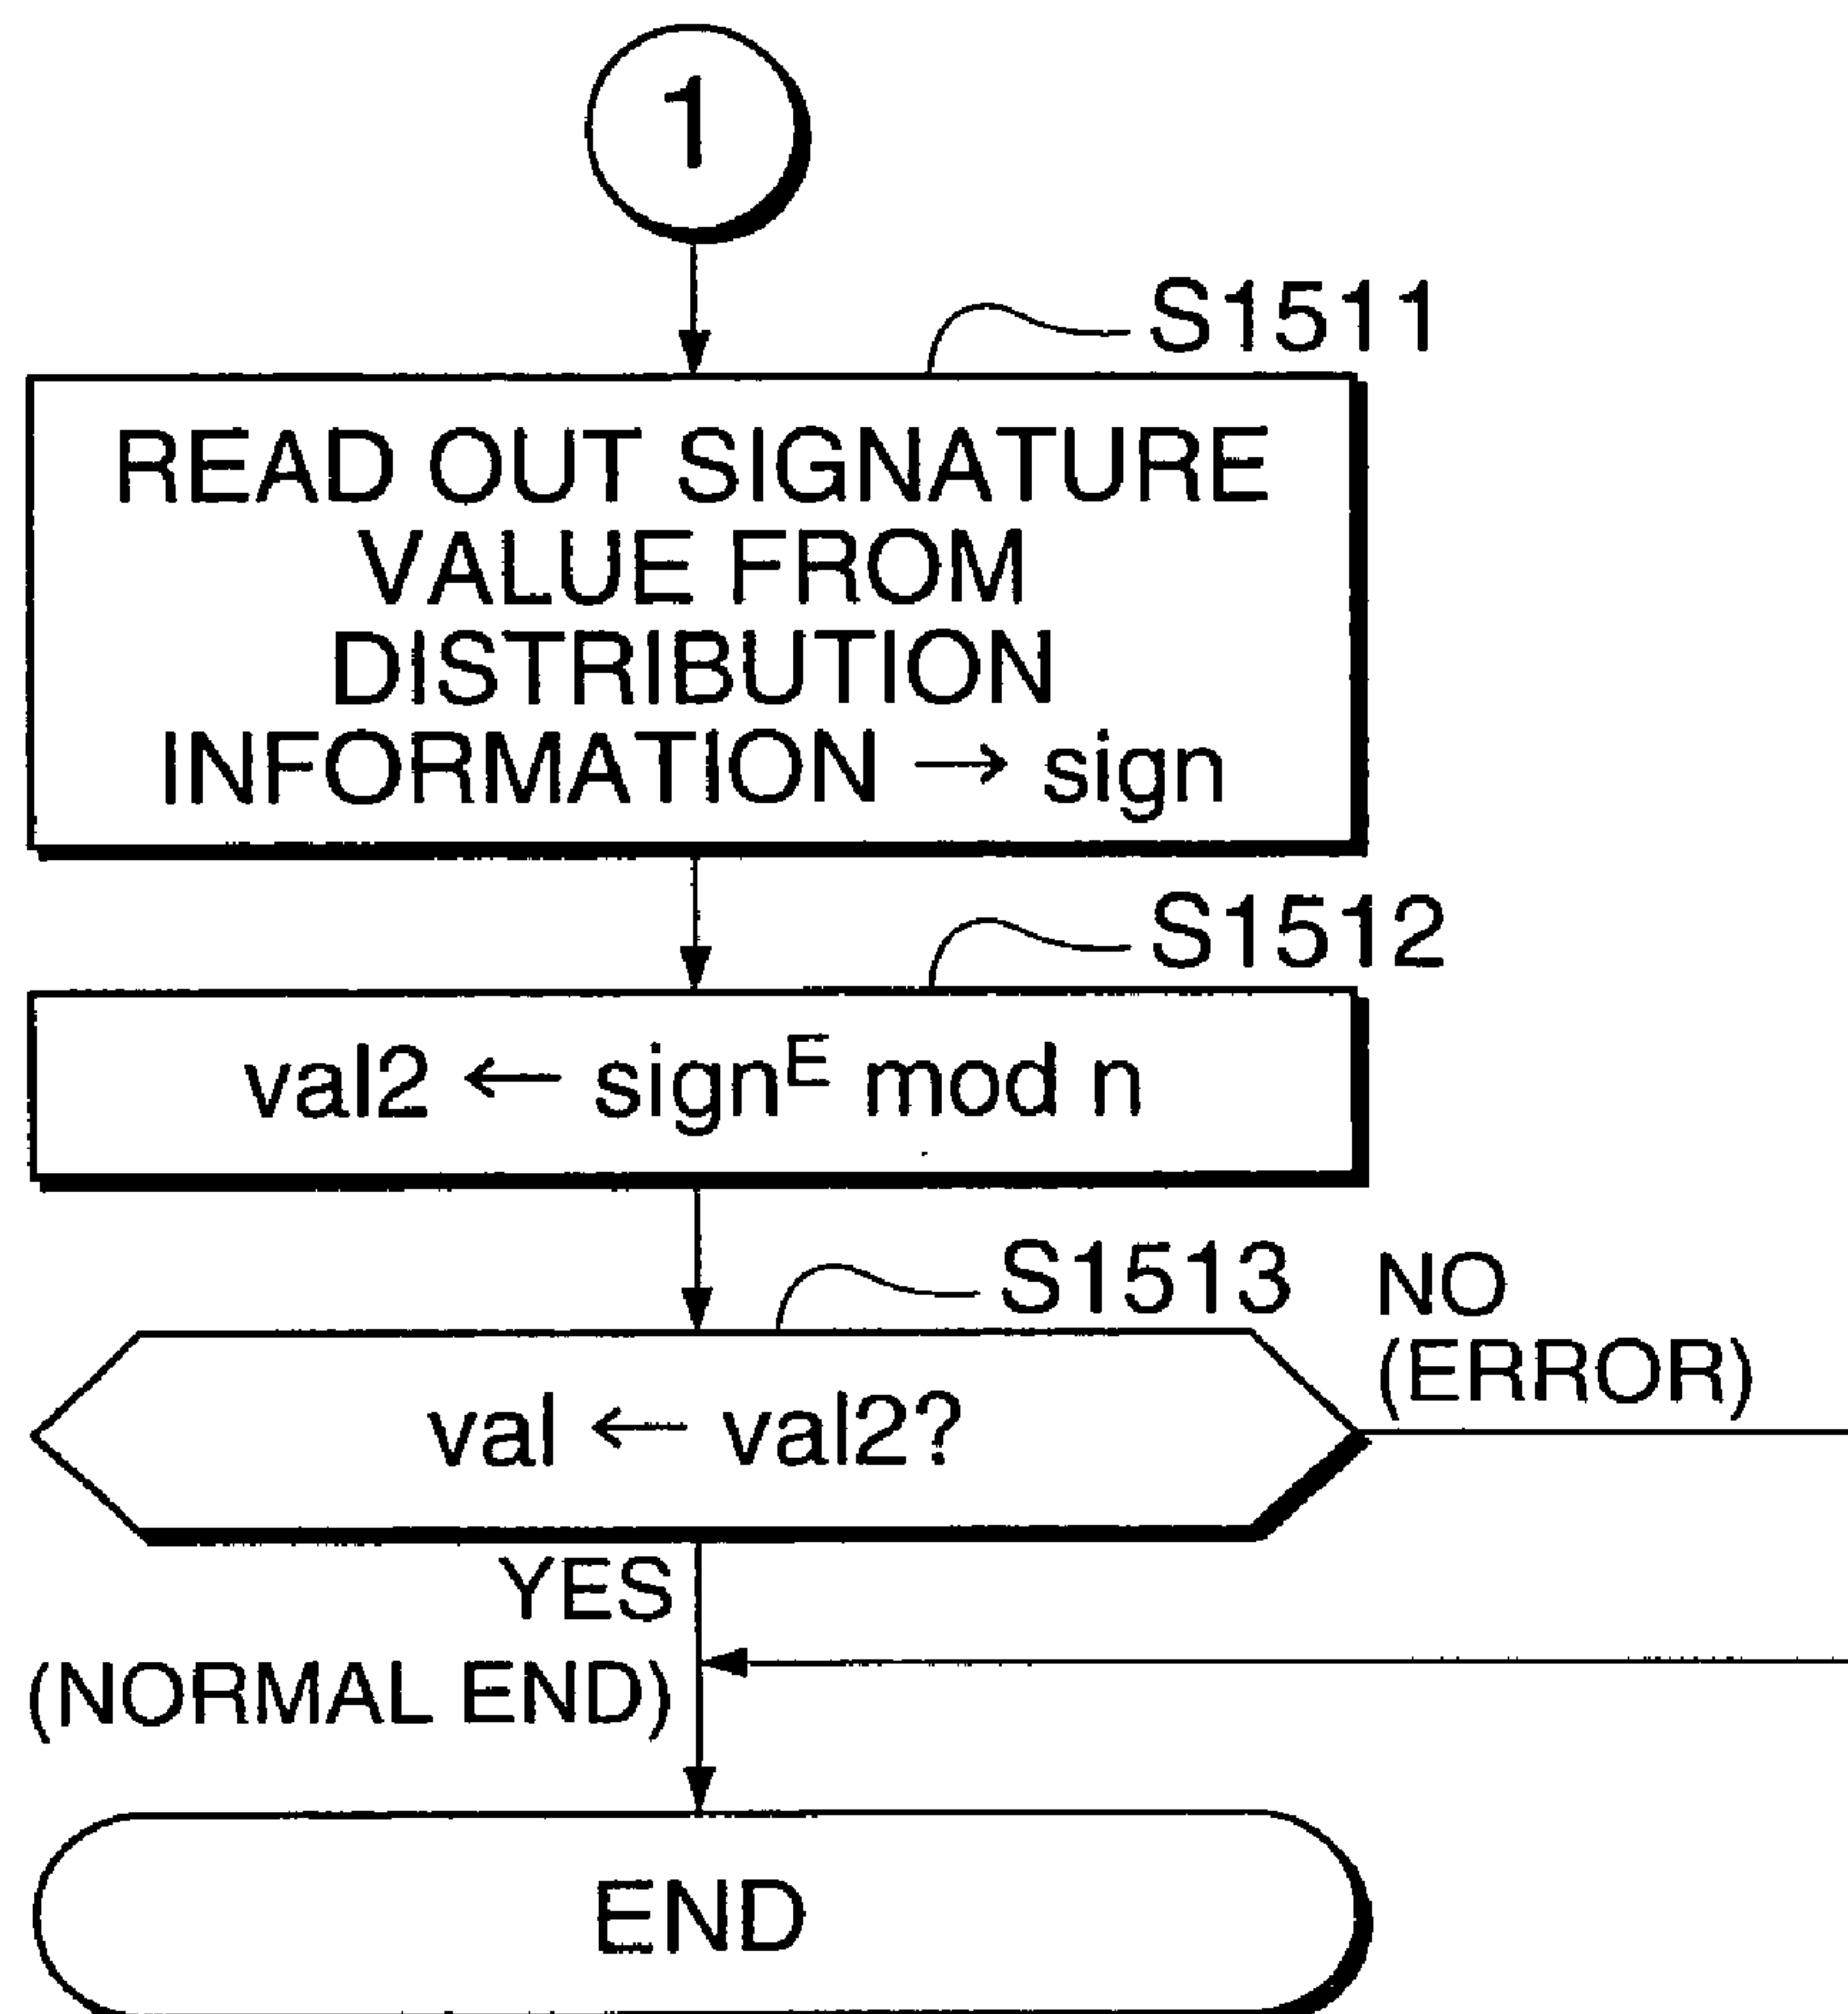 1
S1511
READ OUT SIGNATURE
VALUE FROM
DISTRIBUTION
INFORMATION → sign
S1512
val2 ← sign^E mod n
S1513
NO
(ERROR)
val ← val2?
YES
(NORMAL END)
END